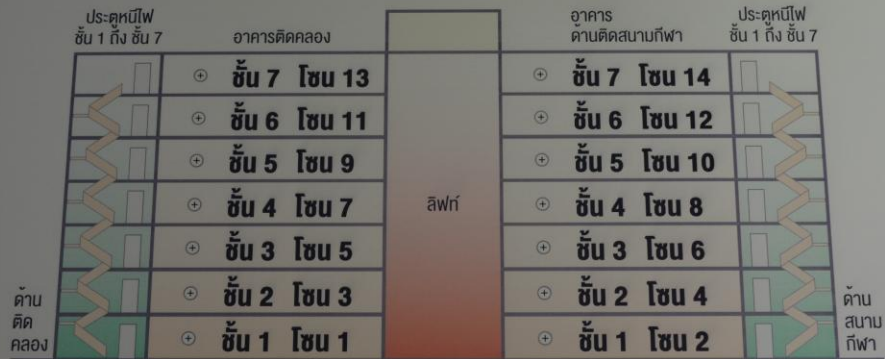 ประตูหนีไฟ
ชั้น 1 ถึง ชั้น 7
อาคารติดคลอง
อาคาร
ด้านติดสนามกีฬา
ประตูหนีไฟ
ชั้น 1 ถึง ชั้น 7
ชั้น 7 โซน 13
ชั้น 7 โซน 14
ชั้น 6 โซน 11
ชั้น 6 โซน 12
ชั้น 5 โซน 9
ชั้น 5 โซน 10
ชั้น 4 โซน 7
ลิฟท์
ชั้น 4 โซน 8
ชั้น 3 โซน 5
ชั้น 3 โซน 6
ชั้น 2 โซน 3
ชั้น 2 โซน 4
ชั้น 1 โซน 1
ชั้น 1 โซน 2
ด้าน
ติด
คลอง
ด้าน
สนาม
กีฬา